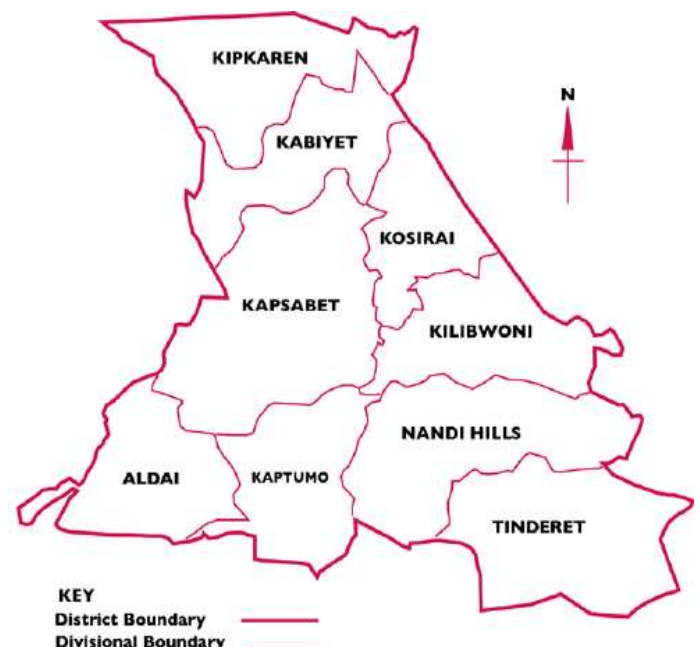 KIPKAREN
N
KABIYET
KOSIRAI
KAPSABET
KILIBWONI
NANDI HILLS
ALDAI
KAPTUMO
TINDERET
KEY
District Boundary
Divisional Boundary